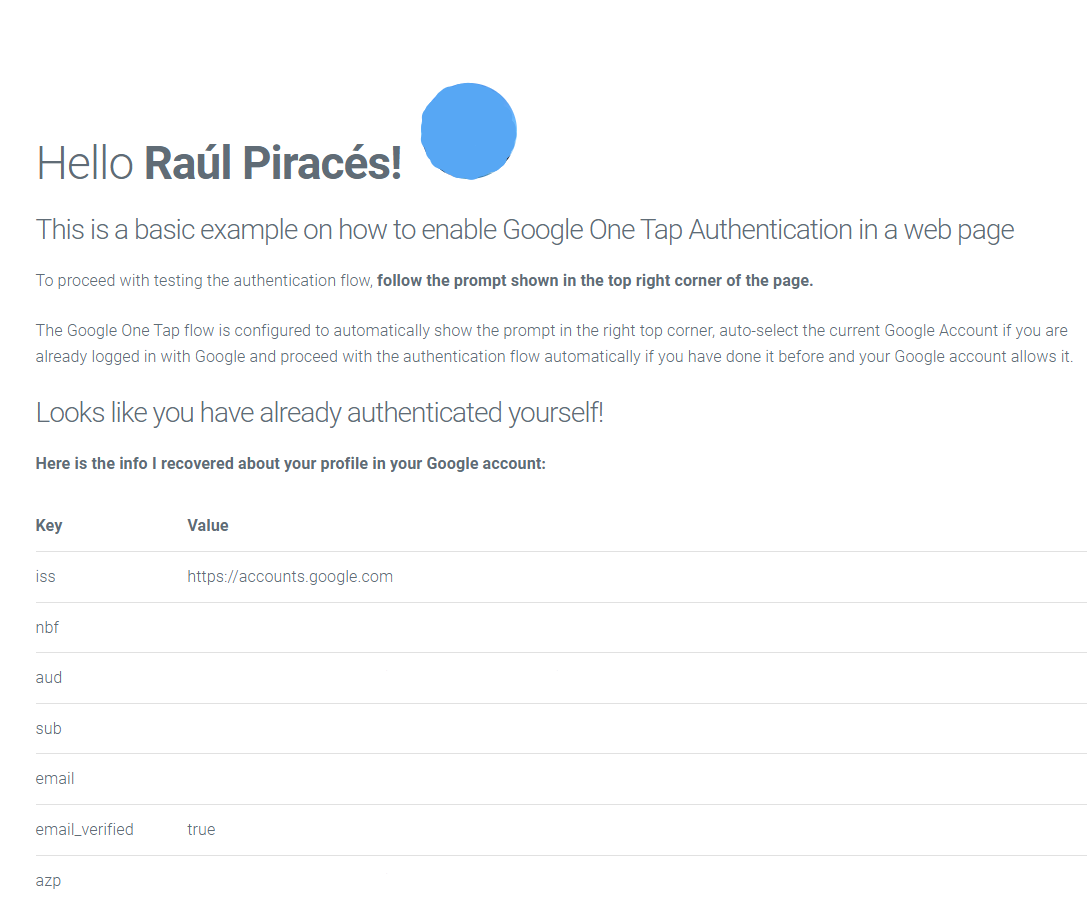 Hello Raúl Piracés!
This is a basic example on how to enable Google One Tap Authentication in a web page
To proceed with testing the authentication flow, follow the prompt shown in the top right corner of the page.
The Google One Tap flow is configured to automatically show the prompt in the right top corner, auto-select the current Google Account if you are
already logged in with Google and proceed with the authentication flow automatically if you have done it before and your Google account allows it.
Looks like you have already authenticated yourself!
Here is the info I recovered about your profile in your Google account:
Key Value
iss https://accounts.google.com
nbf
aud
sub
email
email_verified true
azp